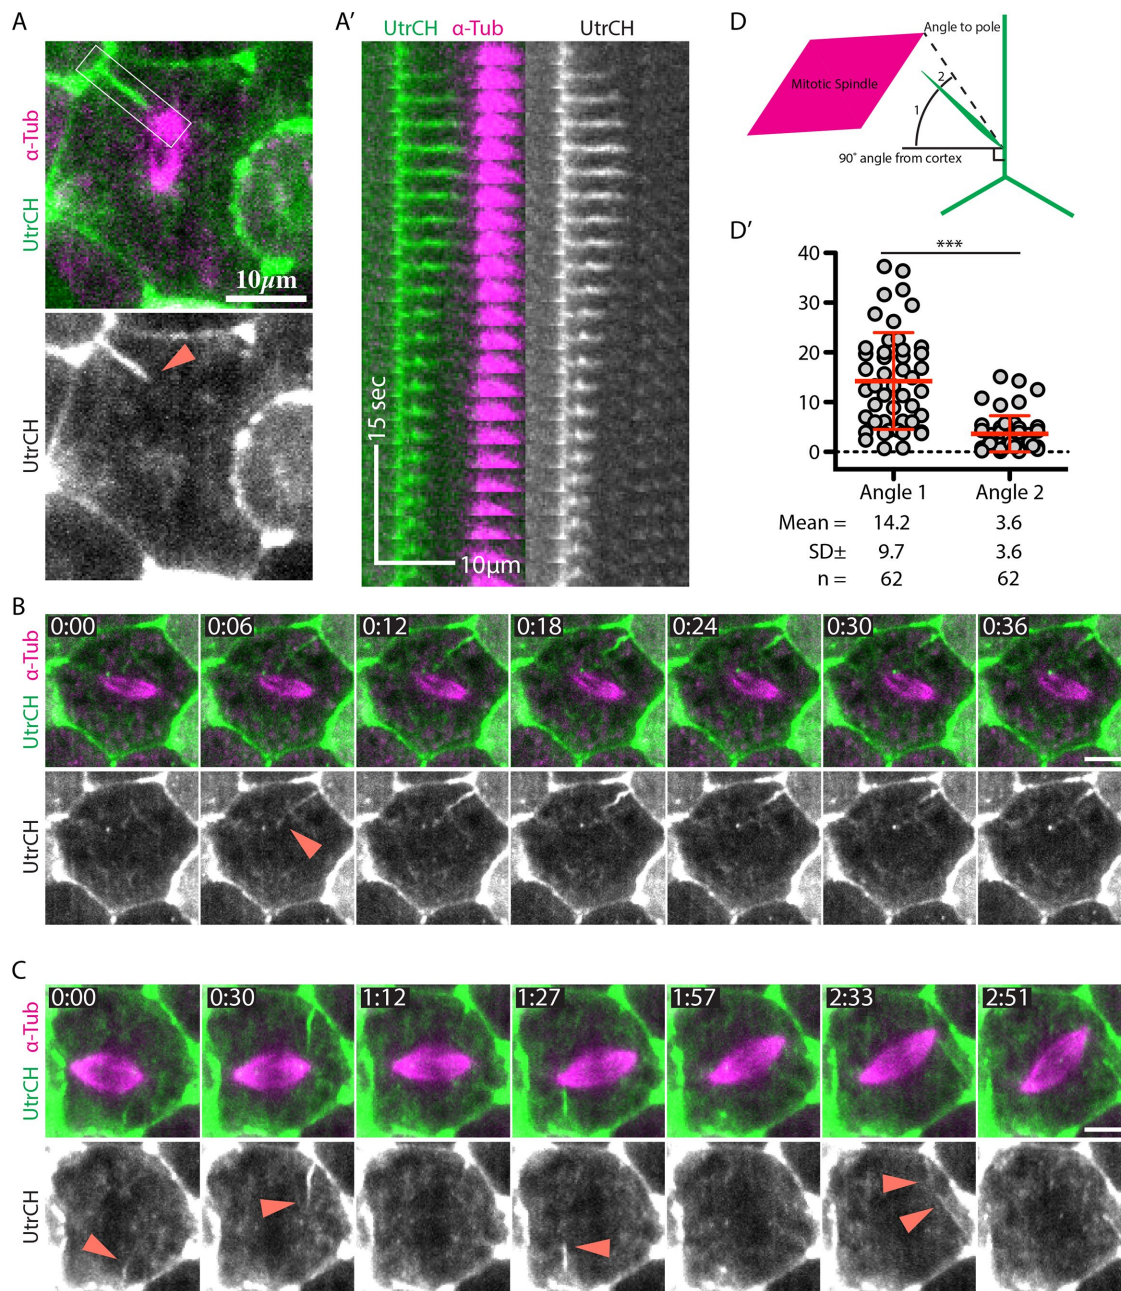 A
α-Tub
UtrCH
10µm
UtrCH
A'
UtrCH α-Tub
UtrCH
15 sec
10µm
D
Angle to pole
Mitotic Spindle
2
1
90˚ angle from cortex
D'
***
40
30
20
10
0
Angle 1 Angle 2
Mean = 14.2 3.6
SD± 9.7 3.6
n = 62 62
B
UtrCH α-Tub
0:00 0:06 0:12 0:18 0:24 0:30 0:36
UtrCH
C
UtrCH α-Tub
0:00 0:30 1:12 1:27 1:57 2:33 2:51
UtrCH